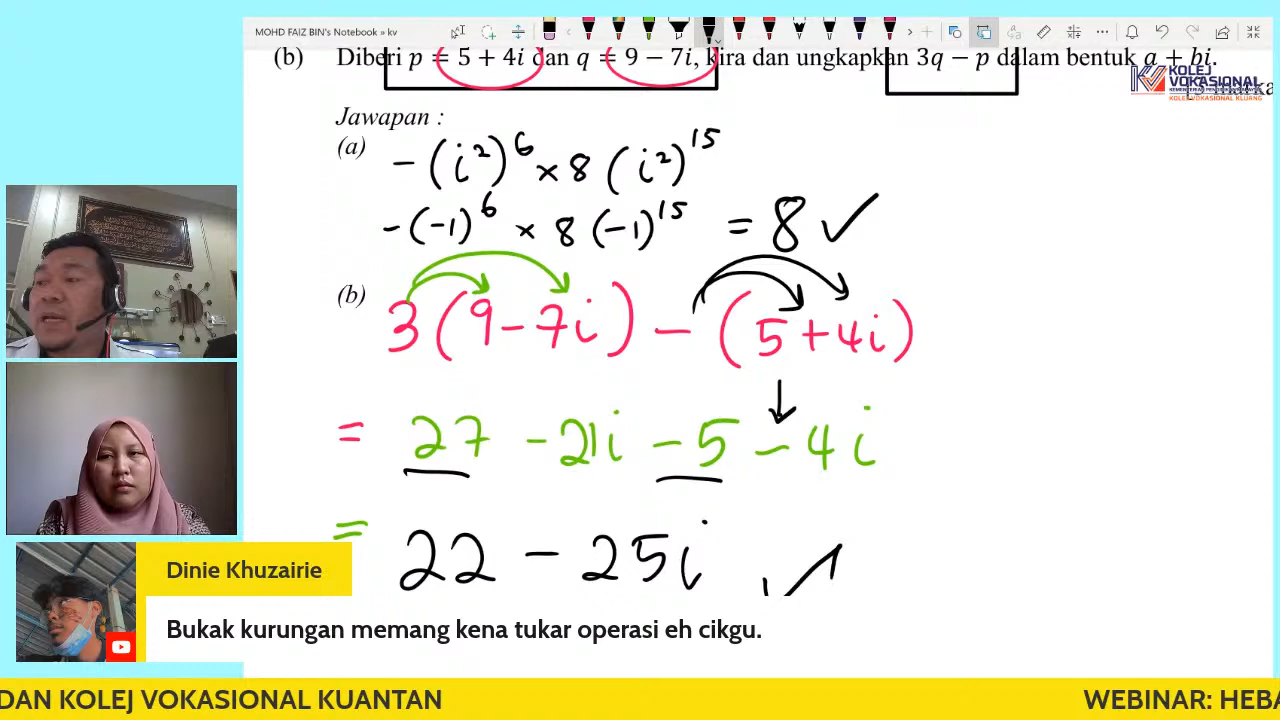 MOHD FAIZ BIN's Notebook » kv
(b) Diberi p = 5 + 4i dan q = 9 − 7i, kira dan ungkapkan 3q − p dalam bentuk a + bi.
KOLEJ VOKASIONAL
KOLEJ VOKASIONAL KLUANG
Jawapan :
(a) −(i²)⁶ × 8 (i²)¹⁵
−(−1)⁶ × 8 (−1)¹⁵ = 8 ✓
(b) 3(9 − 7i) − (5 + 4i)
= 27 − 21i − 5 − 4i
= 22 − 25i ✓
Dinie Khuzairie
Bukak kurungan memang kena tukar operasi eh cikgu.
DAN KOLEJ VOKASIONAL KUANTAN
WEBINAR: HEBA